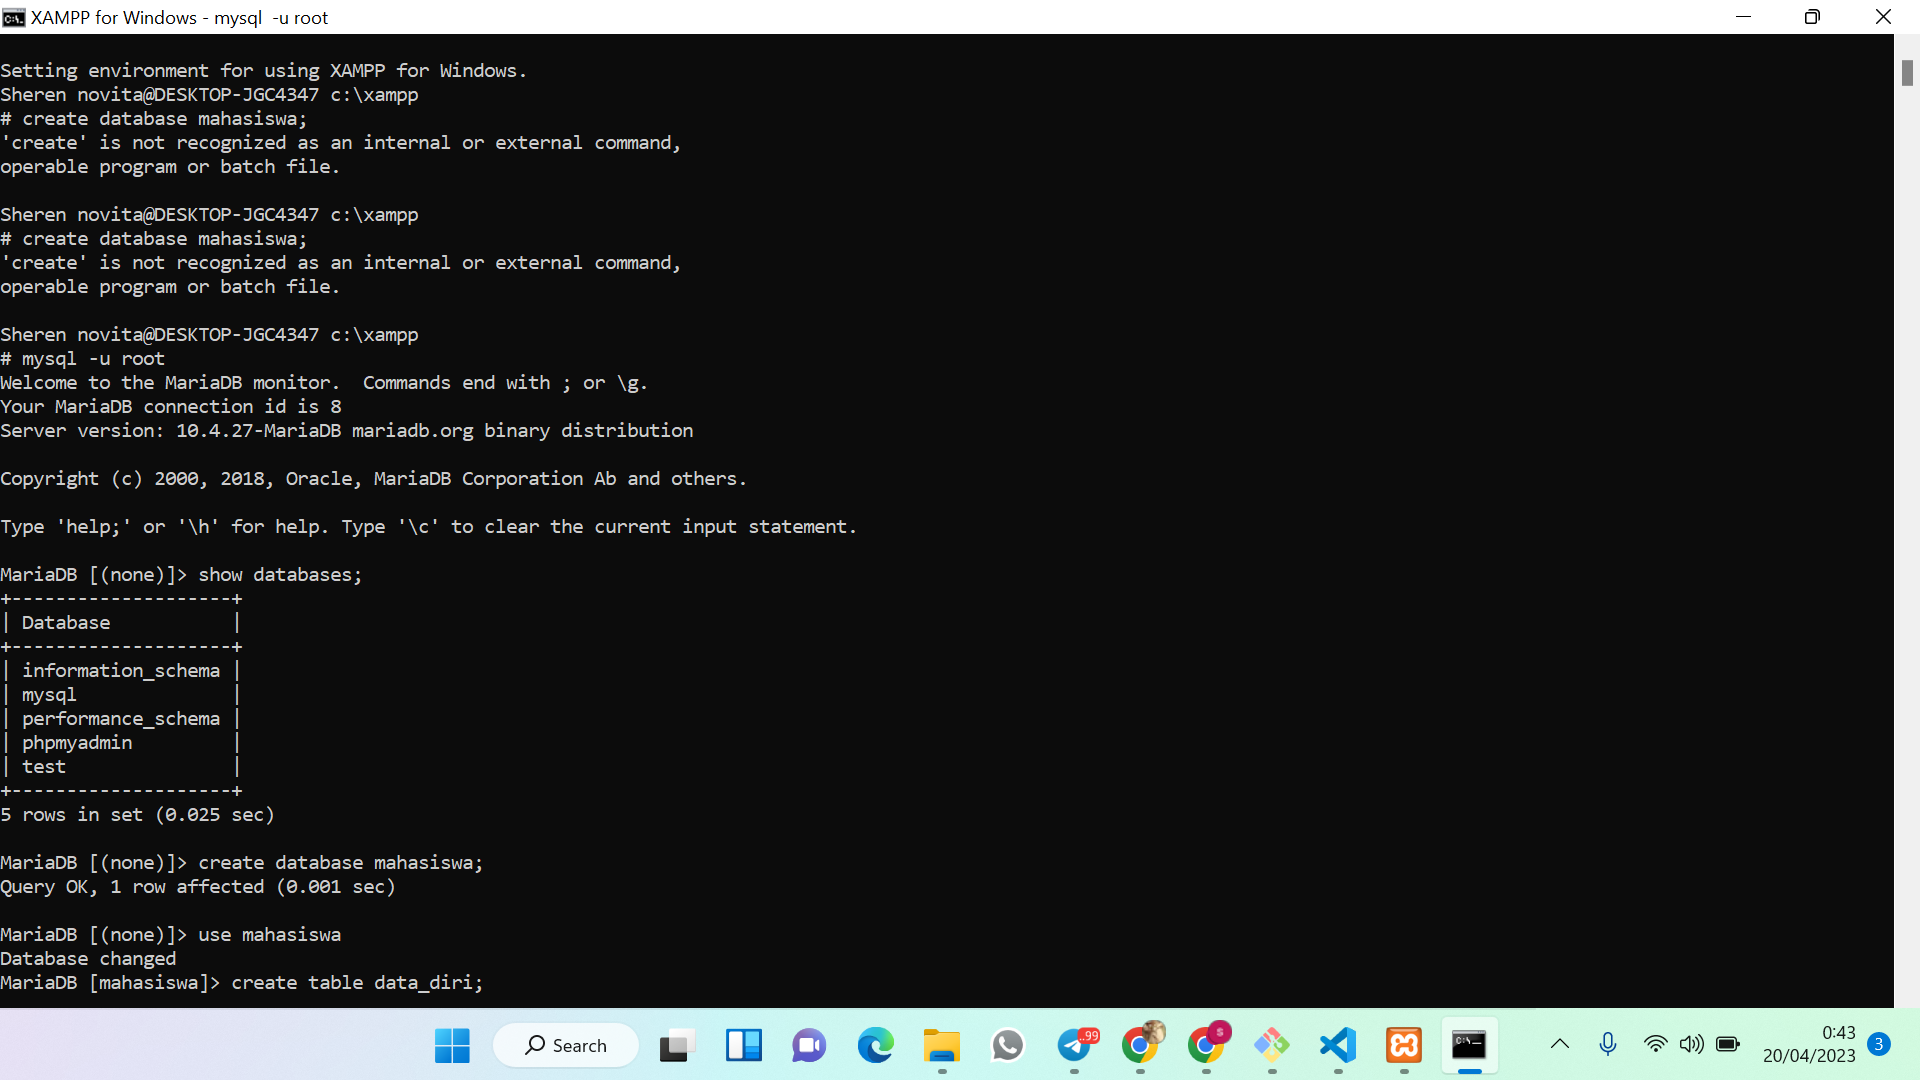 XAMPP for Windows - mysql  -u root
Setting environment for using XAMPP for Windows.
Sheren novita@DESKTOP-JGC4347 c:\xampp
# create database mahasiswa;
'create' is not recognized as an internal or external command,
operable program or batch file.
Sheren novita@DESKTOP-JGC4347 c:\xampp
# create database mahasiswa;
'create' is not recognized as an internal or external command,
operable program or batch file.
Sheren novita@DESKTOP-JGC4347 c:\xampp
# mysql -u root
Welcome to the MariaDB monitor.  Commands end with ; or \g.
Your MariaDB connection id is 8
Server version: 10.4.27-MariaDB mariadb.org binary distribution
Copyright (c) 2000, 2018, Oracle, MariaDB Corporation Ab and others.
Type 'help;' or '\h' for help. Type '\c' to clear the current input statement.
MariaDB [(none)]> show databases;
+--------------------+
| Database           |
+--------------------+
| information_schema |
| mysql              |
| performance_schema |
| phpmyadmin         |
| test               |
+--------------------+
5 rows in set (0.025 sec)
MariaDB [(none)]> create database mahasiswa;
Query OK, 1 row affected (0.001 sec)
MariaDB [(none)]> use mahasiswa
Database changed
MariaDB [mahasiswa]> create table data_diri;
Search
..99
S
0:43
20/04/2023
3